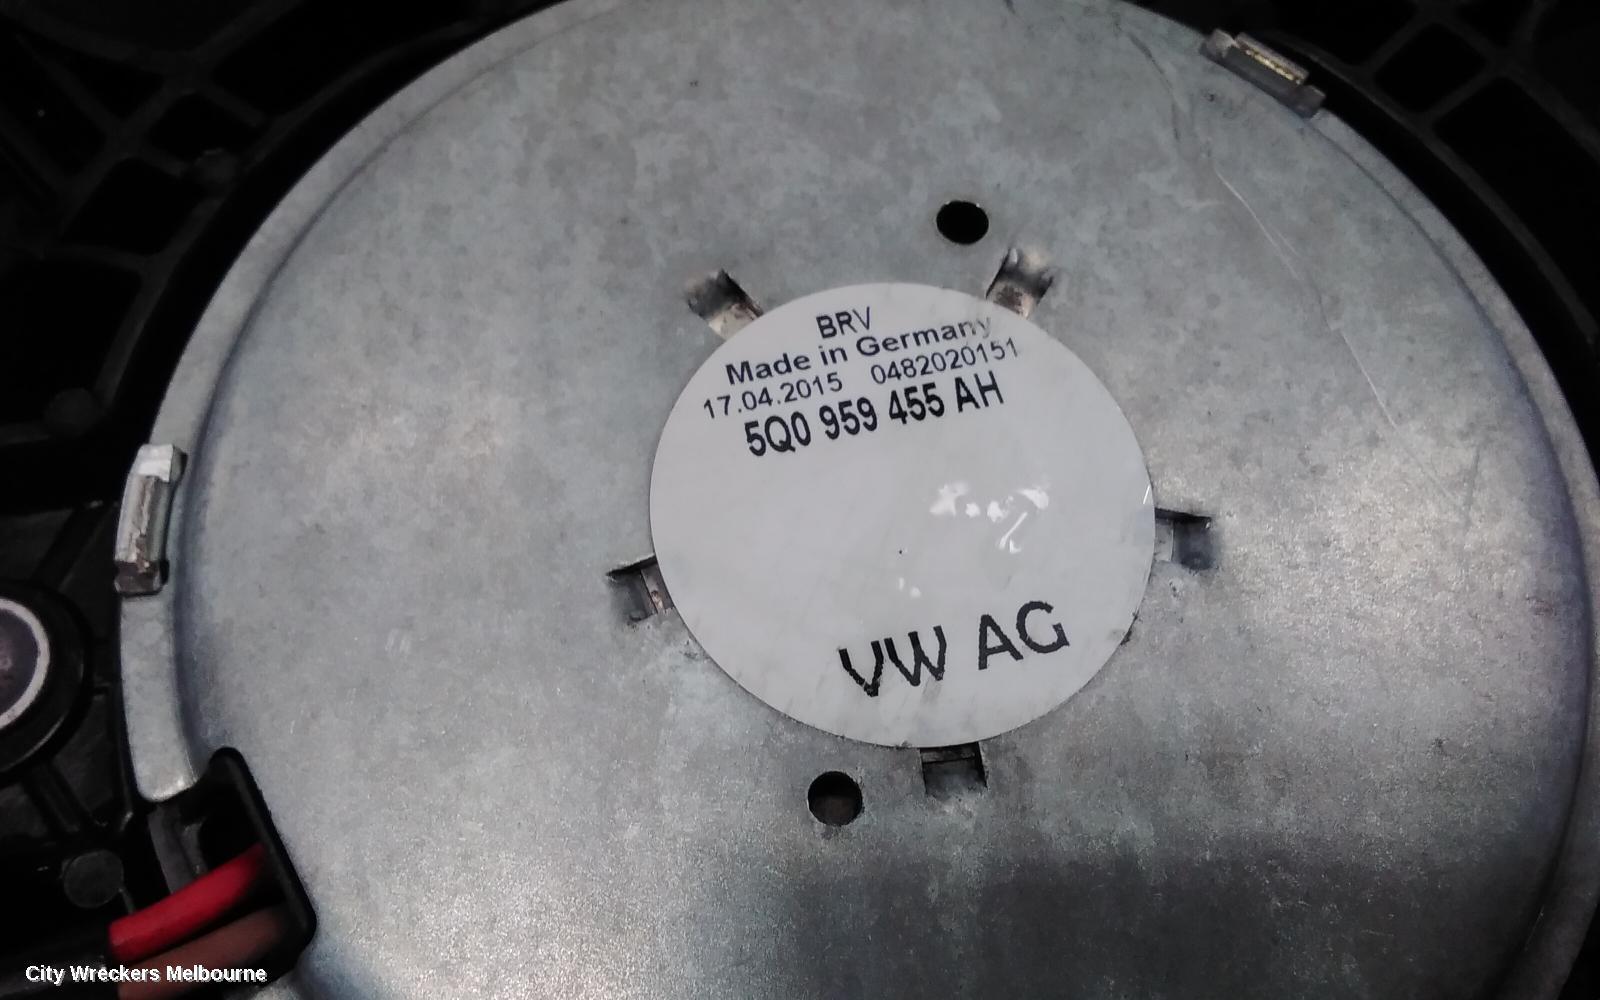 BRV
Made in Germany
17.04.2015 0482020151
5Q0 959 455 AH
VW AG
City Wreckers Melbourne